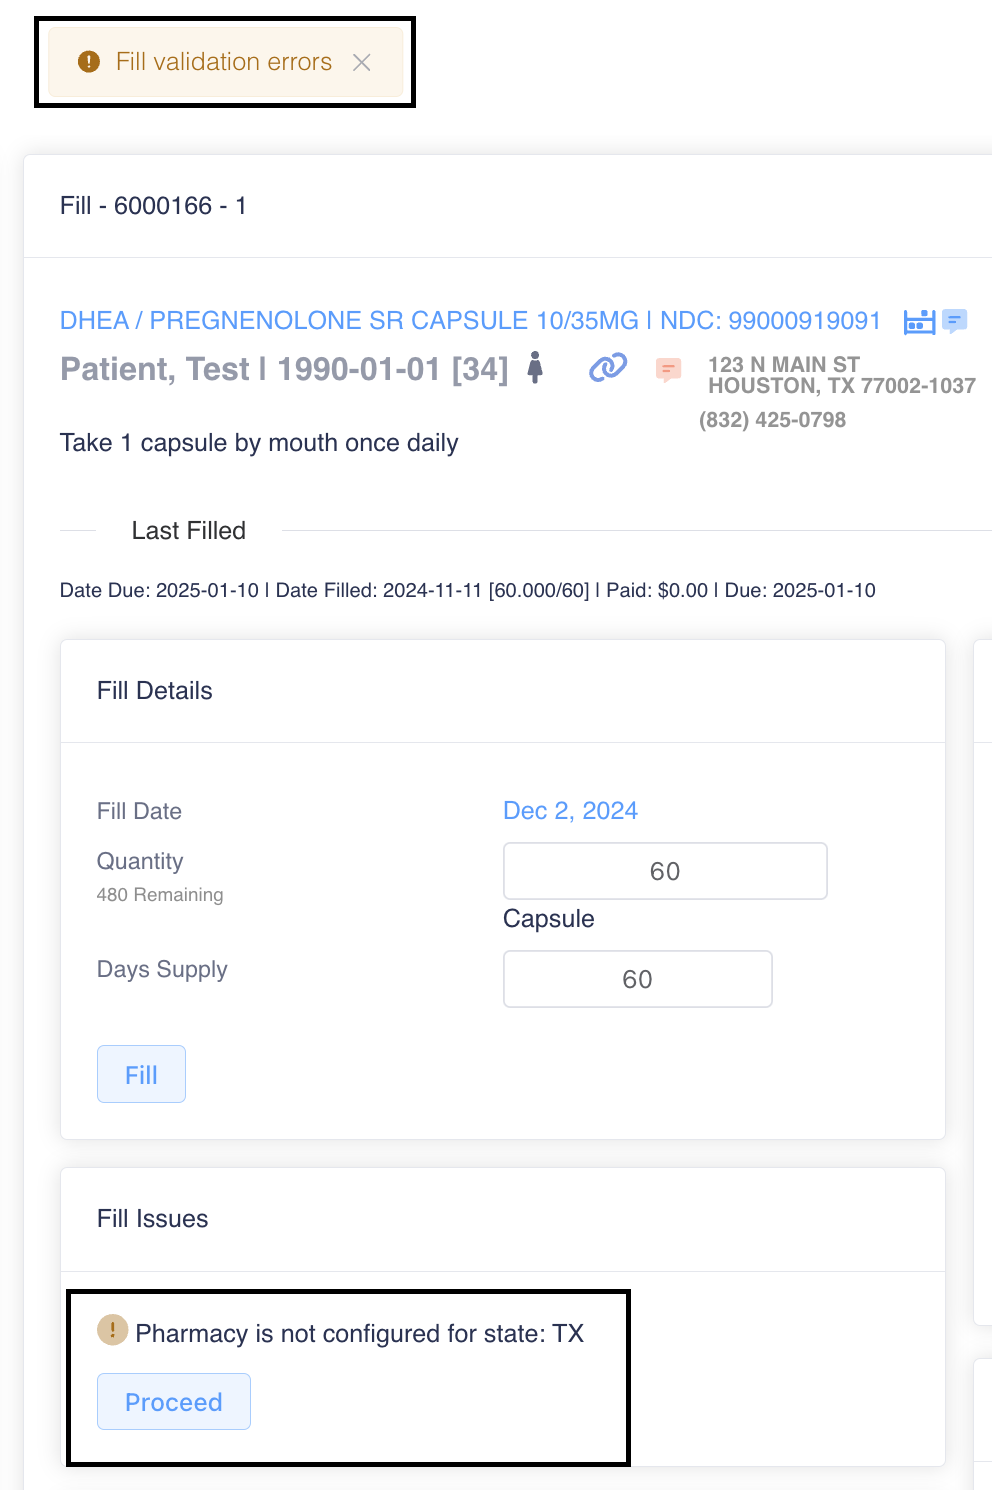 Fill validation errors
Fill - 6000166 - 1
DHEA / PREGNENOLONE SR CAPSULE 10/35MG | NDC: 99000919091
Patient, Test | 1990-01-01 [34]
123 N MAIN ST
HOUSTON, TX 77002-1037
(832) 425-0798
Take 1 capsule by mouth once daily
Last Filled
Date Due: 2025-01-10 | Date Filled: 2024-11-11 [60.000/60] | Paid: $0.00 | Due: 2025-01-10
Fill Details
Fill Date Dec 2, 2024
Quantity 60
480 Remaining
Capsule
Days Supply 60
Fill
Fill Issues
Pharmacy is not configured for state: TX
Proceed